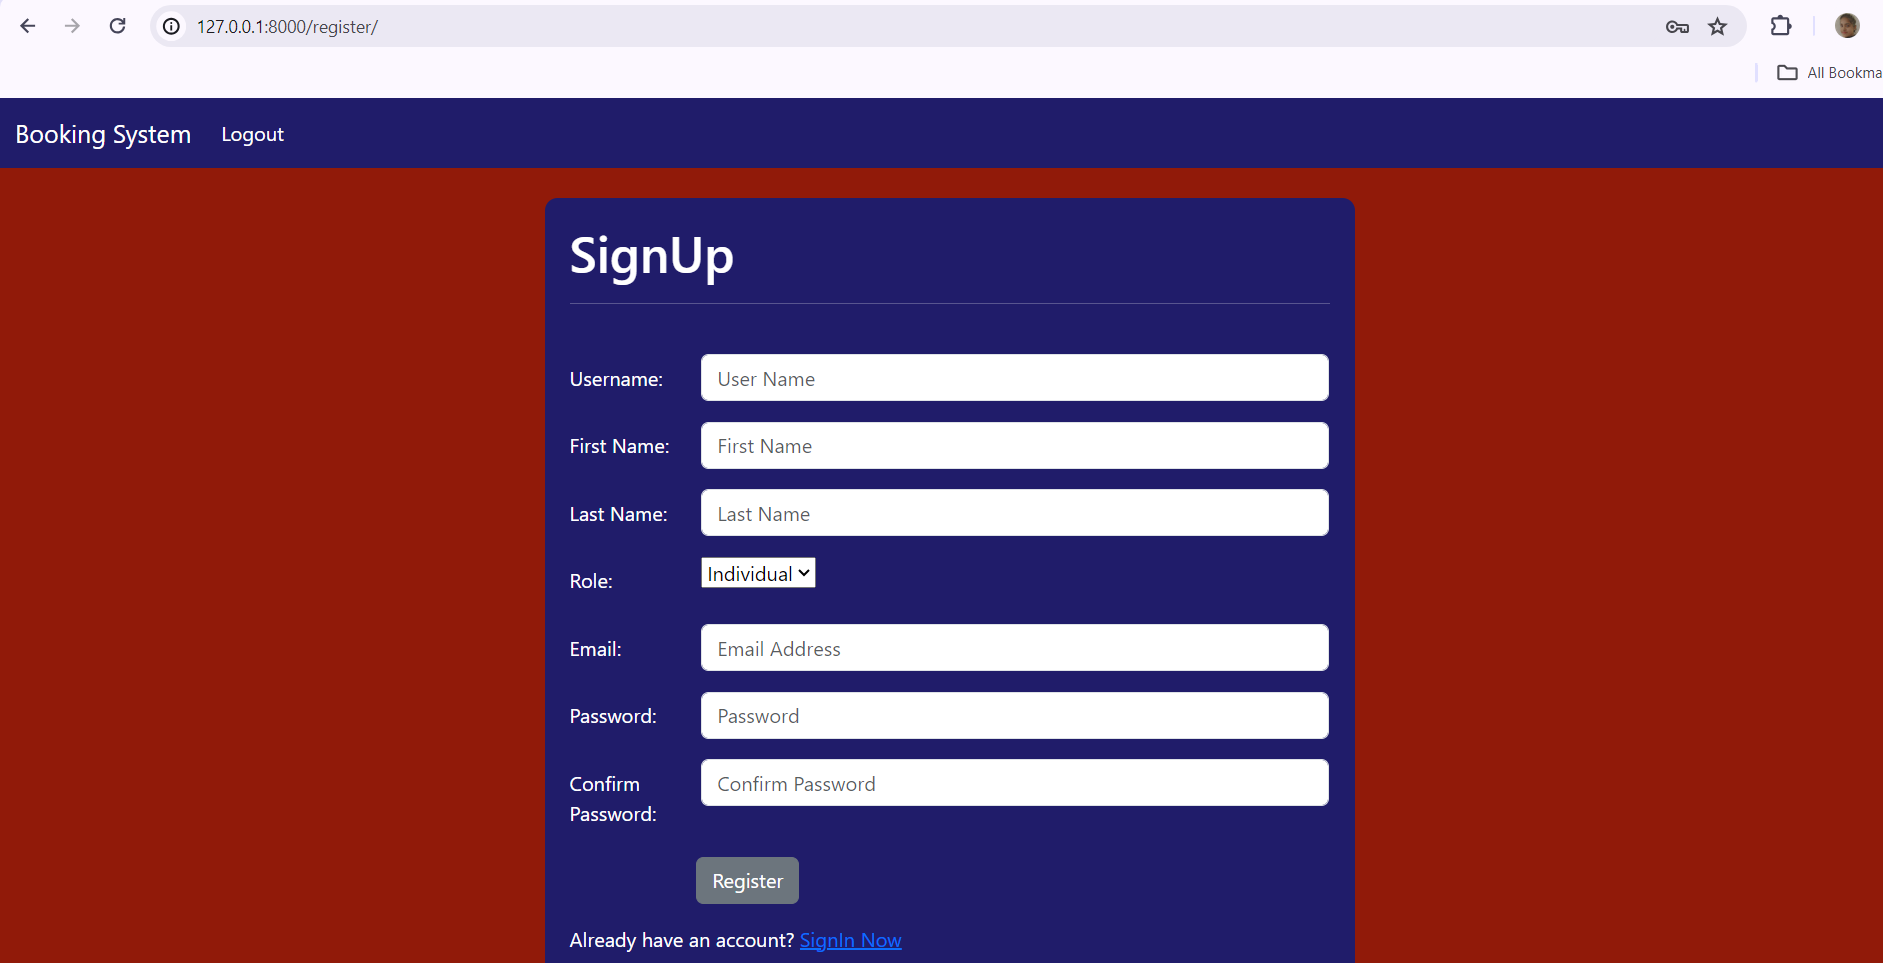 127.0.0.1:8000/register/
All Bookma
Booking System Logout
SignUp
Username: User Name
First Name: First Name
Last Name: Last Name
Role: Individual
Email: Email Address
Password: Password
Confirm Password: Confirm Password
Register
Already have an account? SignIn Now